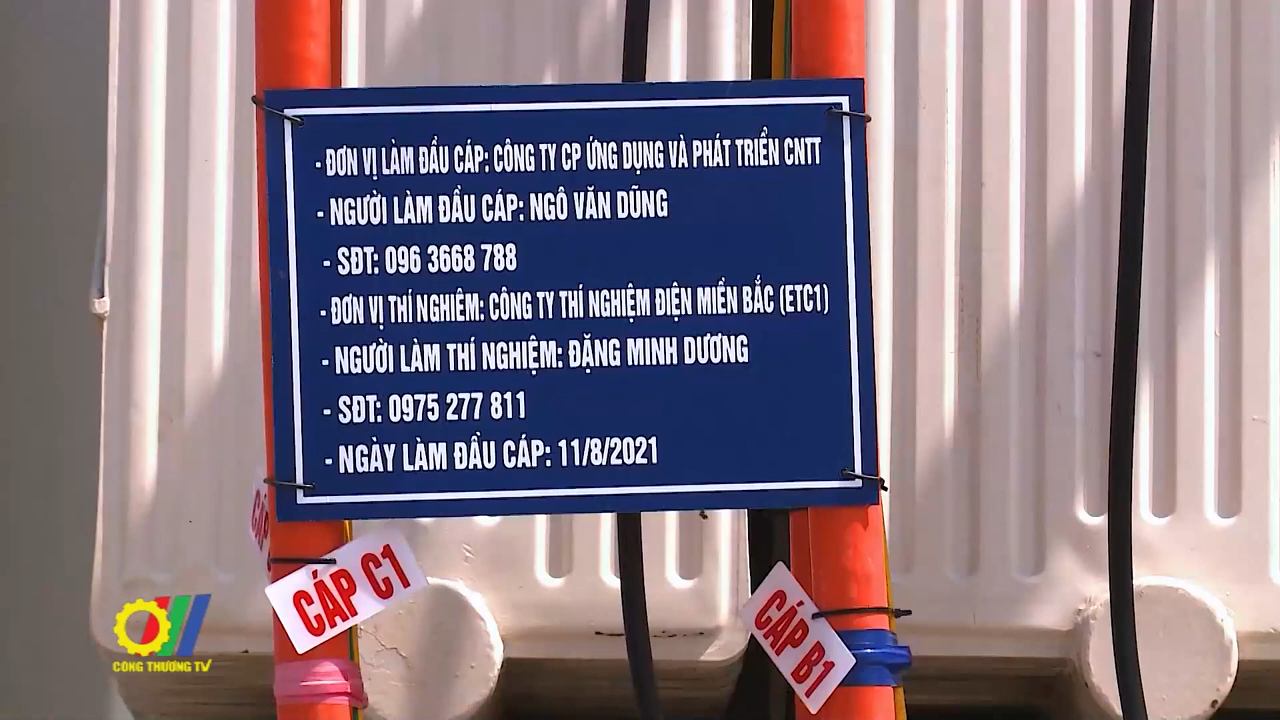 - ĐƠN VỊ LÀM ĐẦU CÁP: CÔNG TY CP ỨNG DỤNG VÀ PHÁT TRIỂN CNTT
- NGƯỜI LÀM ĐẦU CÁP: NGÔ VĂN DŨNG
- SĐT: 096 3668 788
- ĐƠN VỊ THÍ NGHIỆM: CÔNG TY THÍ NGHIỆM ĐIỆN MIỀN BẮC (ETC1)
- NGƯỜI LÀM THÍ NGHIỆM: ĐẶNG MINH DƯƠNG
- SĐT: 0975 277 811
- NGÀY LÀM ĐẦU CÁP: 11/8/2021
CÁP
CÁP C1
CÁP B1
CÔNG THƯƠNG TV